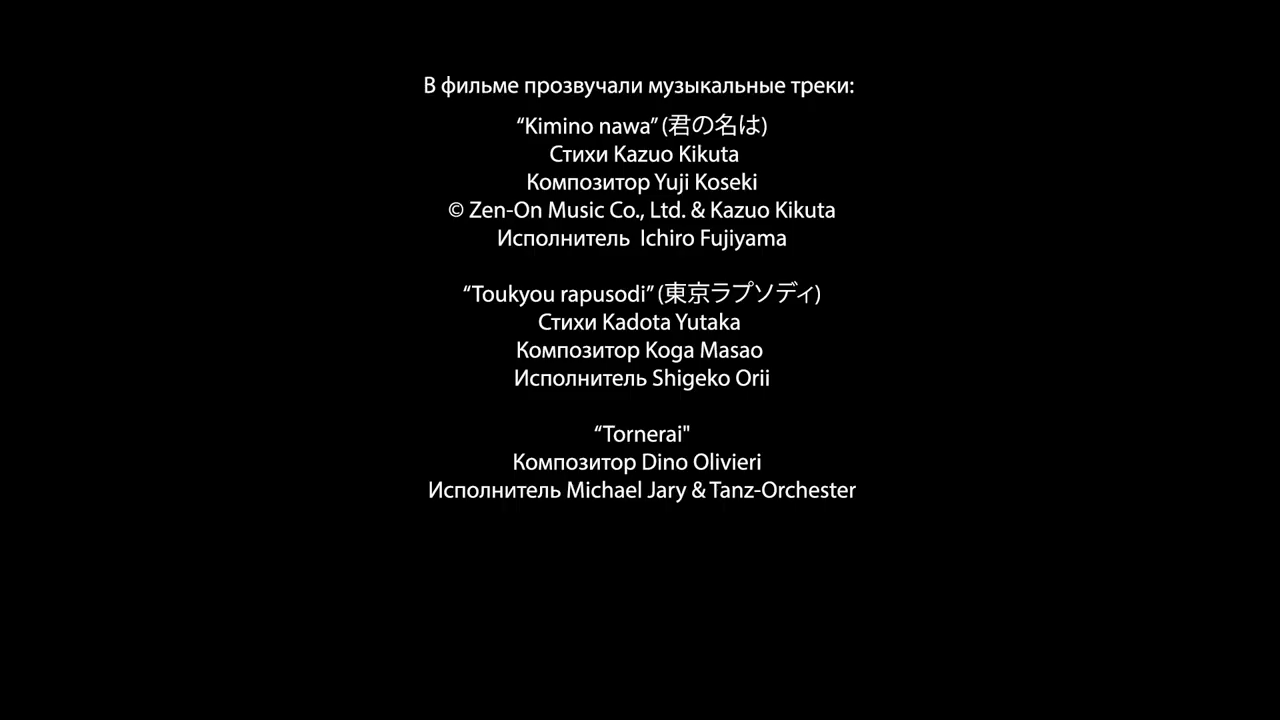 В фильме прозвучали музыкальные треки:
“Kimino nawa” (君の名は)
Стихи Kazuo Kikuta
Композитор Yuji Koseki
© Zen-On Music Co., Ltd. & Kazuo Kikuta
Исполнитель Ichiro Fujiyama
“Toukyou rapusodi” (東京ラプソディ)
Стихи Kadota Yutaka
Композитор Koga Masao
Исполнитель Shigeko Orii
“Tornerai"
Композитор Dino Olivieri
Исполнитель Michael Jary & Tanz-Orchester